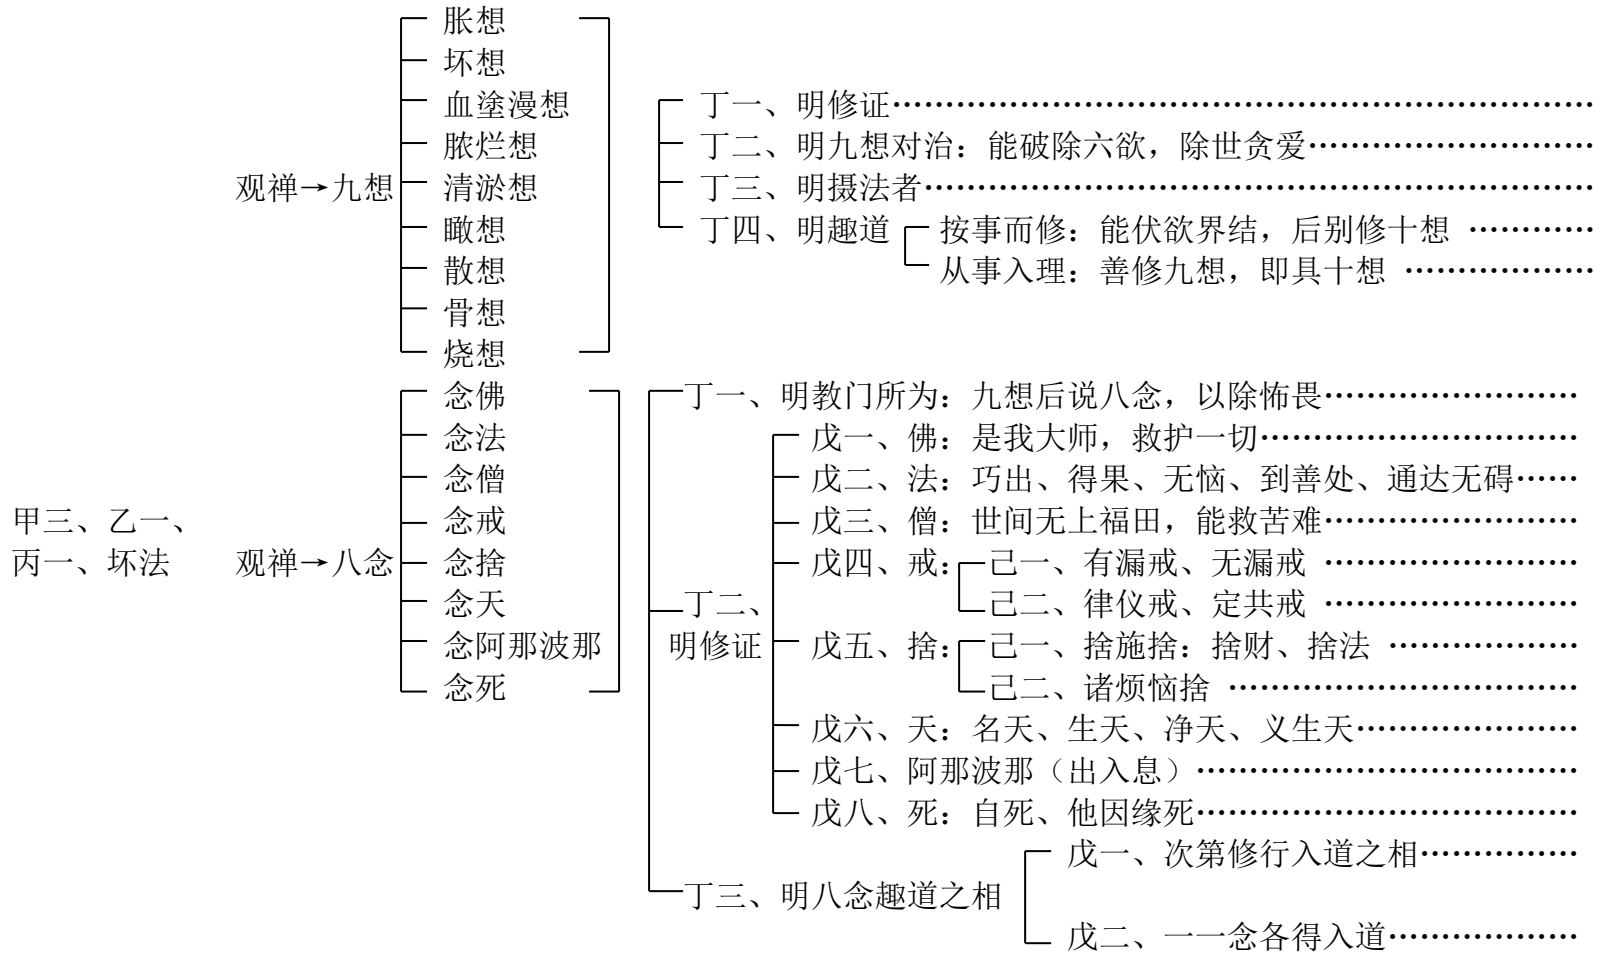 胀想
坏想
血塗漫想
脓烂想
观禅→九想
清淤想
瞰想
散想
骨想
烧想
丁一、明修证………………………………………………………
丁二、明九想对治：能破除六欲，除世贪爱………………………
丁三、明摄法者………………………………………………………
丁四、明趣道
按事而修：能伏欲界结，后别修十想 …………
从事入理：善修九想，即具十想 ………………
甲三、乙一、
丙一、坏法
观禅→八念
念佛
念法
念僧
念戒
念捨
念天
念阿那波那
念死
丁一、明教门所为：九想后说八念，以除怖畏……………………
丁二、
明修证
戊一、佛：是我大师，救护一切…………………………
戊二、法：巧出、得果、无恼、到善处、通达无碍……
戊三、僧：世间无上福田，能救苦难……………………
戊四、戒：
己一、有漏戒、无漏戒 ……………………
己二、律仪戒、定共戒 ……………………
戊五、捨：
己一、捨施捨：捨财、捨法 ………………
己二、诸烦恼捨 ……………………………
戊六、天：名天、生天、净天、义生天…………………
戊七、阿那波那（出入息）………………………………
戊八、死：自死、他因缘死………………………………
丁三、明八念趣道之相
戊一、次第修行入道之相……………
戊二、一一念各得入道………………